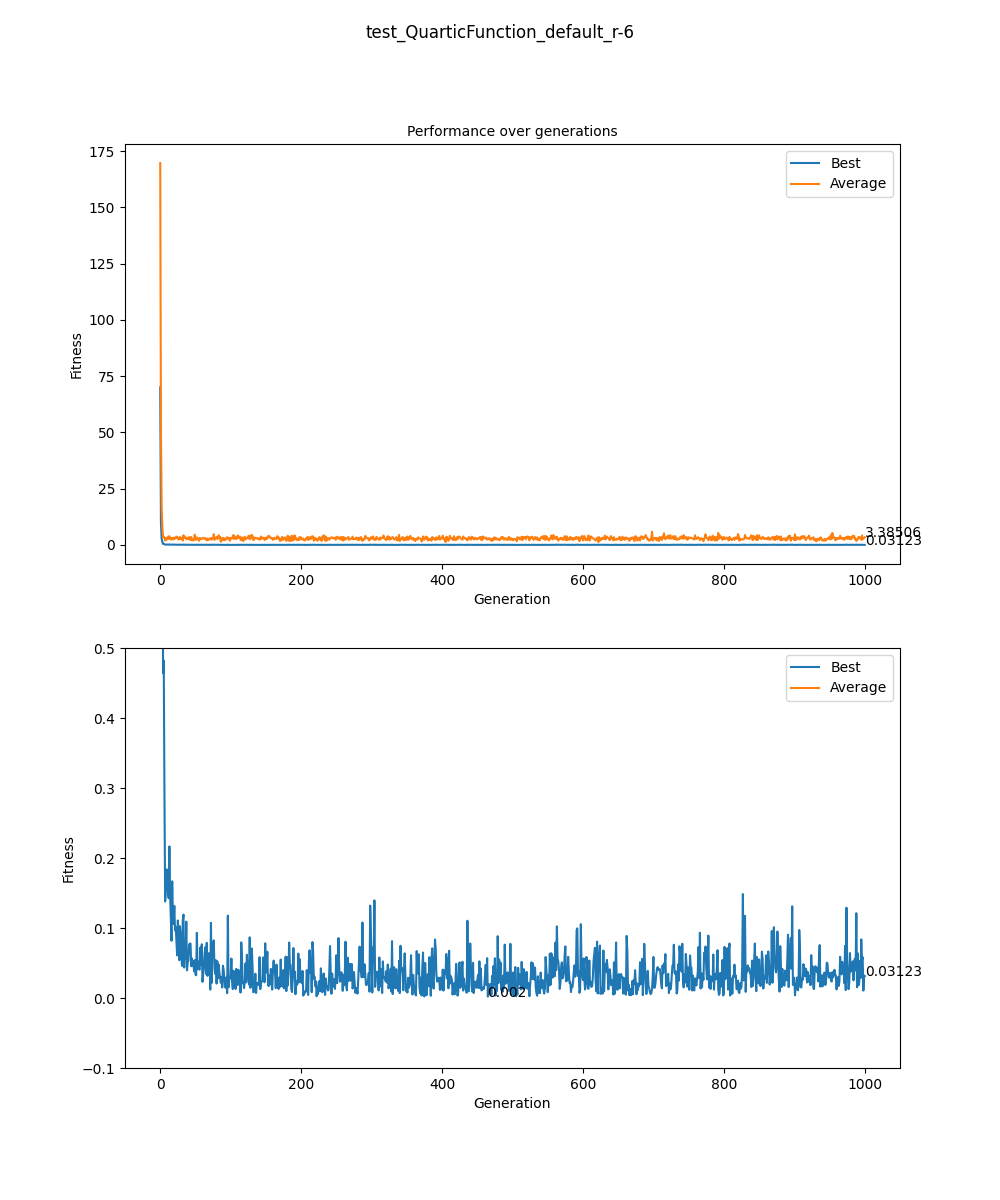 test_QuarticFunction_default_r-6
Performance over generations
175
150
125
100
75
50
25
0
Fitness
Best
Average
3.38506
0.03123
0 200 400 600 800 1000
Generation
0.5
0.4
0.3
0.2
0.1
0.0
−0.1
Fitness
Best
Average
0.03123
0.002
0 200 400 600 800 1000
Generation